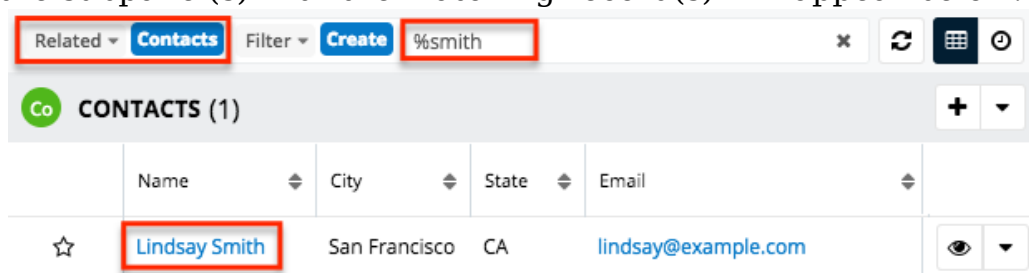 Related Contacts Filter Create %smith
Co CONTACTS (1)
Name City State Email
Lindsay Smith San Francisco CA lindsay@example.com